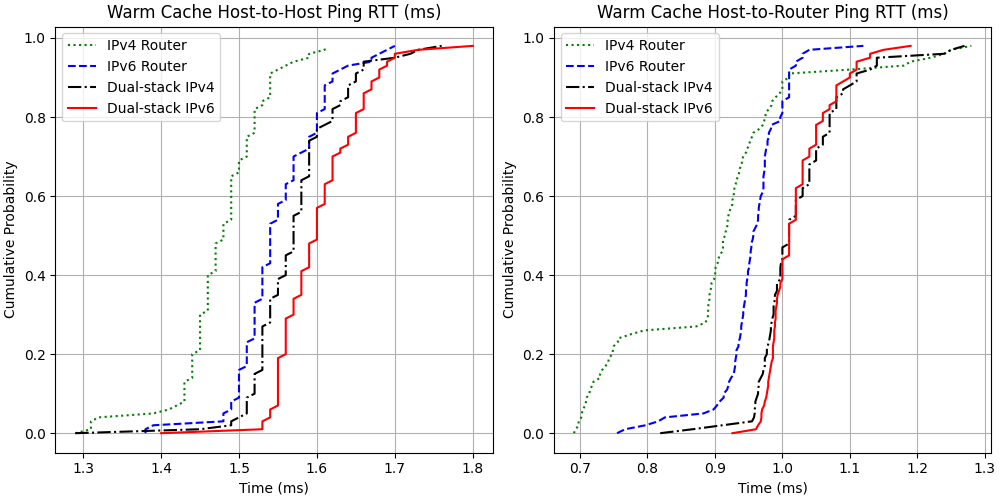 Warm Cache Host-to-Host Ping RTT (ms)
IPv4 Router
IPv6 Router
Dual-stack IPv4
Dual-stack IPv6
Cumulative Probability
1.0
0.8
0.6
0.4
0.2
0.0
1.3 1.4 1.5 1.6 1.7 1.8
Time (ms)
Warm Cache Host-to-Router Ping RTT (ms)
IPv4 Router
IPv6 Router
Dual-stack IPv4
Dual-stack IPv6
Cumulative Probability
1.0
0.8
0.6
0.4
0.2
0.0
0.7 0.8 0.9 1.0 1.1 1.2 1.3
Time (ms)